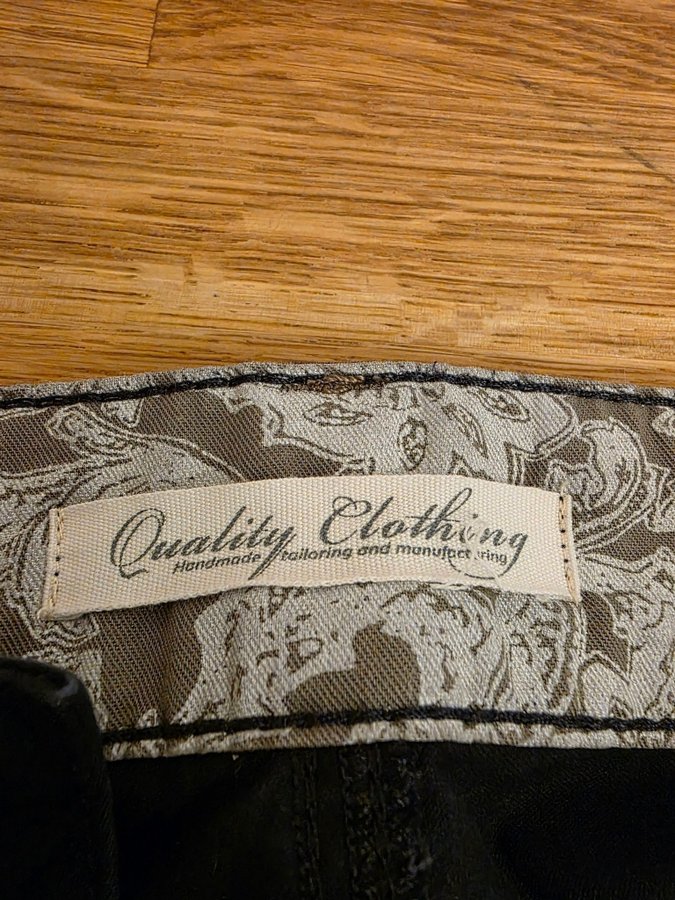 Quality Clothing
Handmade tailoring and manufacturing